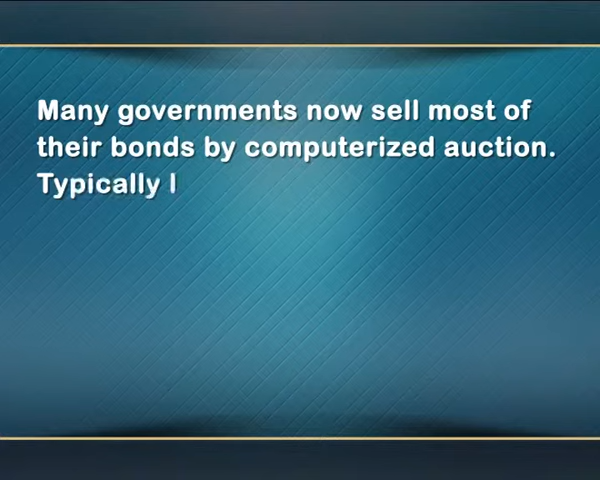 Many governments now sell most of
their bonds by computerized auction.
Typically l